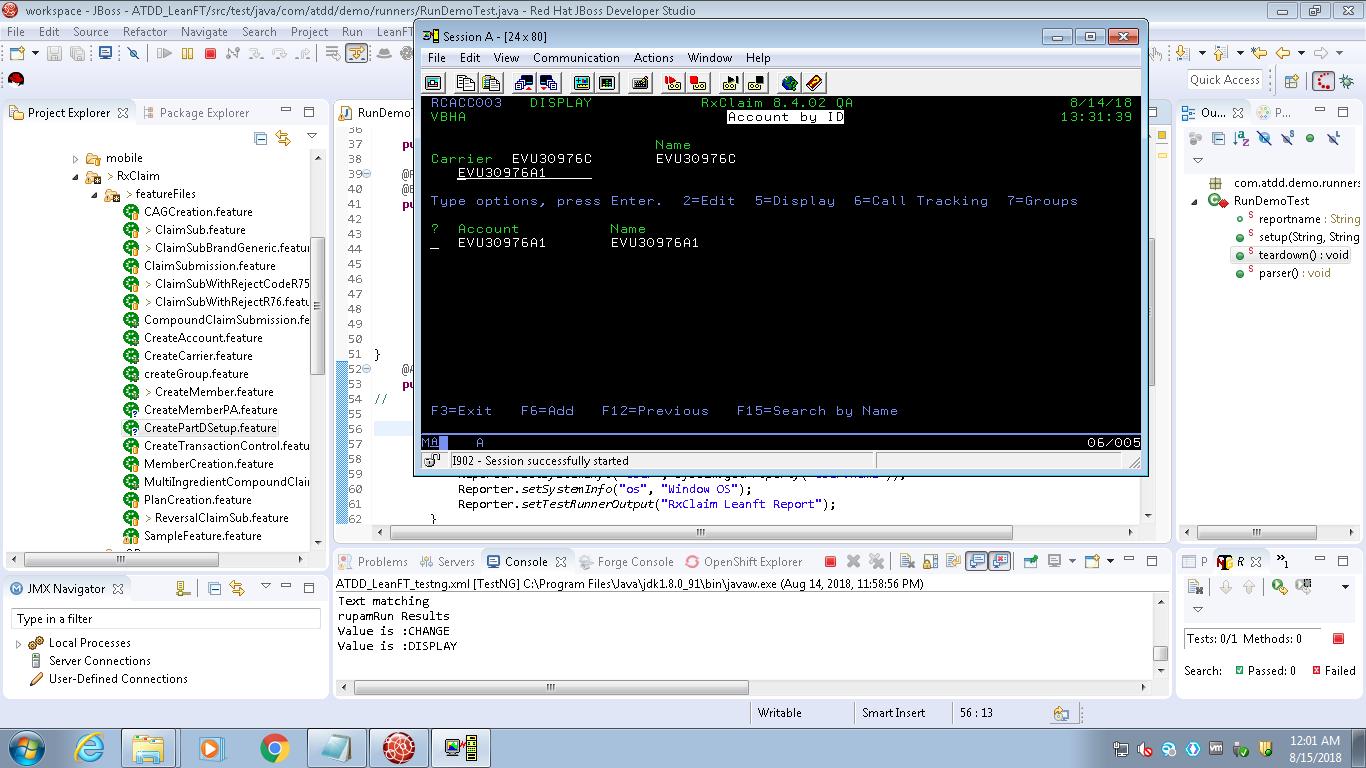 workspace - JBoss - ATDD_LeanFT/src/test/java/com/atdd/demo/runners/RunDemoTest.java - Red Hat JBoss Developer Studio
File Edit Source Refactor Navigate Search Project Run LeanFT
Quick Access
Project Explorer Package Explorer
mobile
> RxClaim
> featureFiles
CAGCreation.feature
> ClaimSub.feature
> ClaimSubBrandGeneric.featur
ClaimSubmission.feature
> ClaimSubWithRejectCodeR75
> ClaimSubWithRejectR76.featu
CompoundClaimSubmission.fe
CreateAccount.feature
CreateCarrier.feature
createGroup.feature
> CreateMember.feature
CreateMemberPA.feature
CreatePartDSetup.feature
CreateTransactionControl.featu
MemberCreation.feature
MultiIngredientCompoundClai
PlanCreation.feature
> ReversalClaimSub.feature
SampleFeature.feature
RunDemoT
36
37 pu
38
39 @
40 @
41 pu
42
43
44
45
46
47
48
49
50
51 }
52 @A
53 pu
54 //
55
56
57
58
59
60 Reporter.setSystemInfo("os", "Window OS");
61 Reporter.setTestRunnerOutput("RxClaim Leanft Report");
62 }
Session A - [24 x 80]
File Edit View Communication Actions Window Help
RCACC003 DISPLAY RxClaim 8.4.02 QA 8/14/18
VBHA Account by ID 13:31:39
Name
Carrier EVU30976C EVU30976C
EVU30976A1
Type options, press Enter. 2=Edit 5=Display 6=Call Tracking 7=Groups
? Account Name
_ EVU30976A1 EVU30976A1
F3=Exit F6=Add F12=Previous F15=Search by Name
MA A 06/005
I902 - Session successfully started
Ou... P...
com.atdd.demo.runners
RunDemoTest
reportname : String
setup(String, String
teardown() : void
parser() : void
JMX Navigator
Type in a filter
Local Processes
Server Connections
User-Defined Connections
Problems Servers Console Forge Console OpenShift Explorer
ATDD_LeanFT_testng.xml [TestNG] C:\Program Files\Java\jdk1.8.0_91\bin\javaw.exe (Aug 14, 2018, 11:58:56 PM)
Text matching
rupamRun Results
Value is :CHANGE
Value is :DISPLAY
P R »1
Tests: 0/1 Methods: 0
Search: Passed: 0 Failed
Writable Smart Insert 56 : 13
12:01 AM
8/15/2018